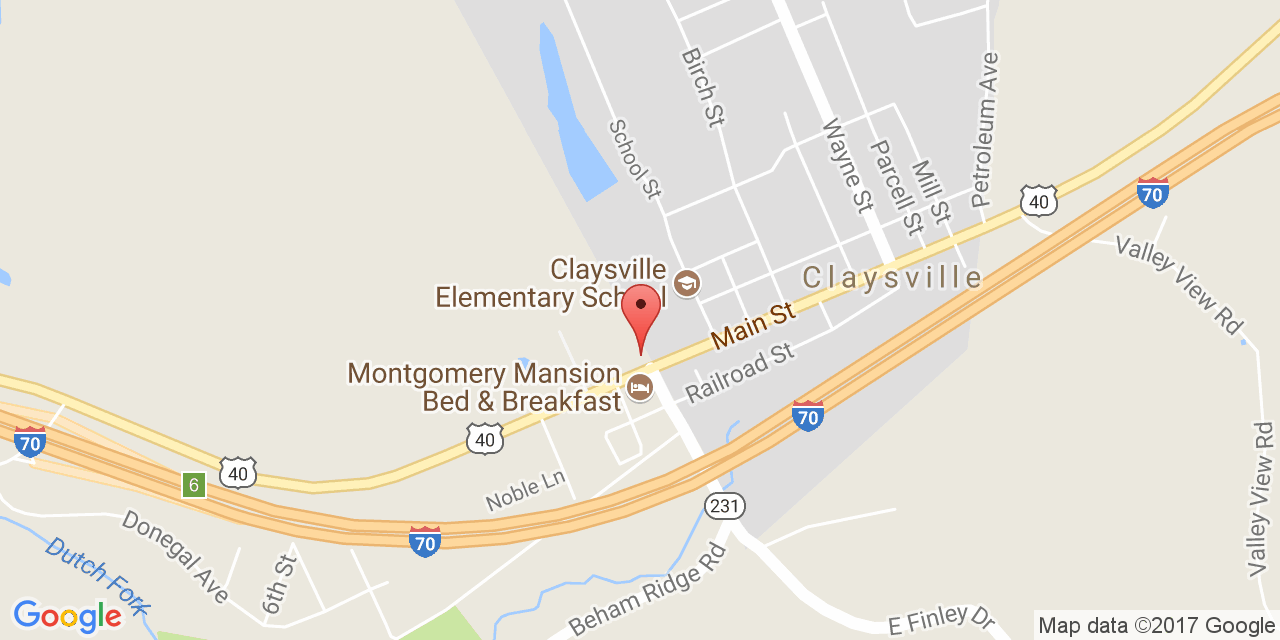 Birch St
School St
Wayne St
Parcell St
Mill St
Petroleum Ave
40
70
Valley View Rd
Claysville
Elementary School
Claysville
Main St
Railroad St
Montgomery Mansion
Bed & Breakfast
70
40
70
40
6
Noble Ln
231
Valley View Rd
70
Donegal Ave
Dutch Fork
6th St
Beham Ridge Rd
E Finley Dr
Google
Map data ©2017 Google